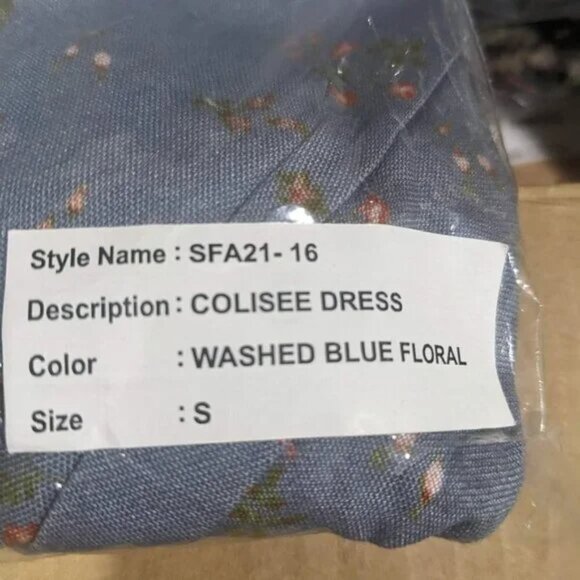 Style Name : SFA21- 16
Description : COLISEE DRESS
Color : WASHED BLUE FLORAL
Size : S